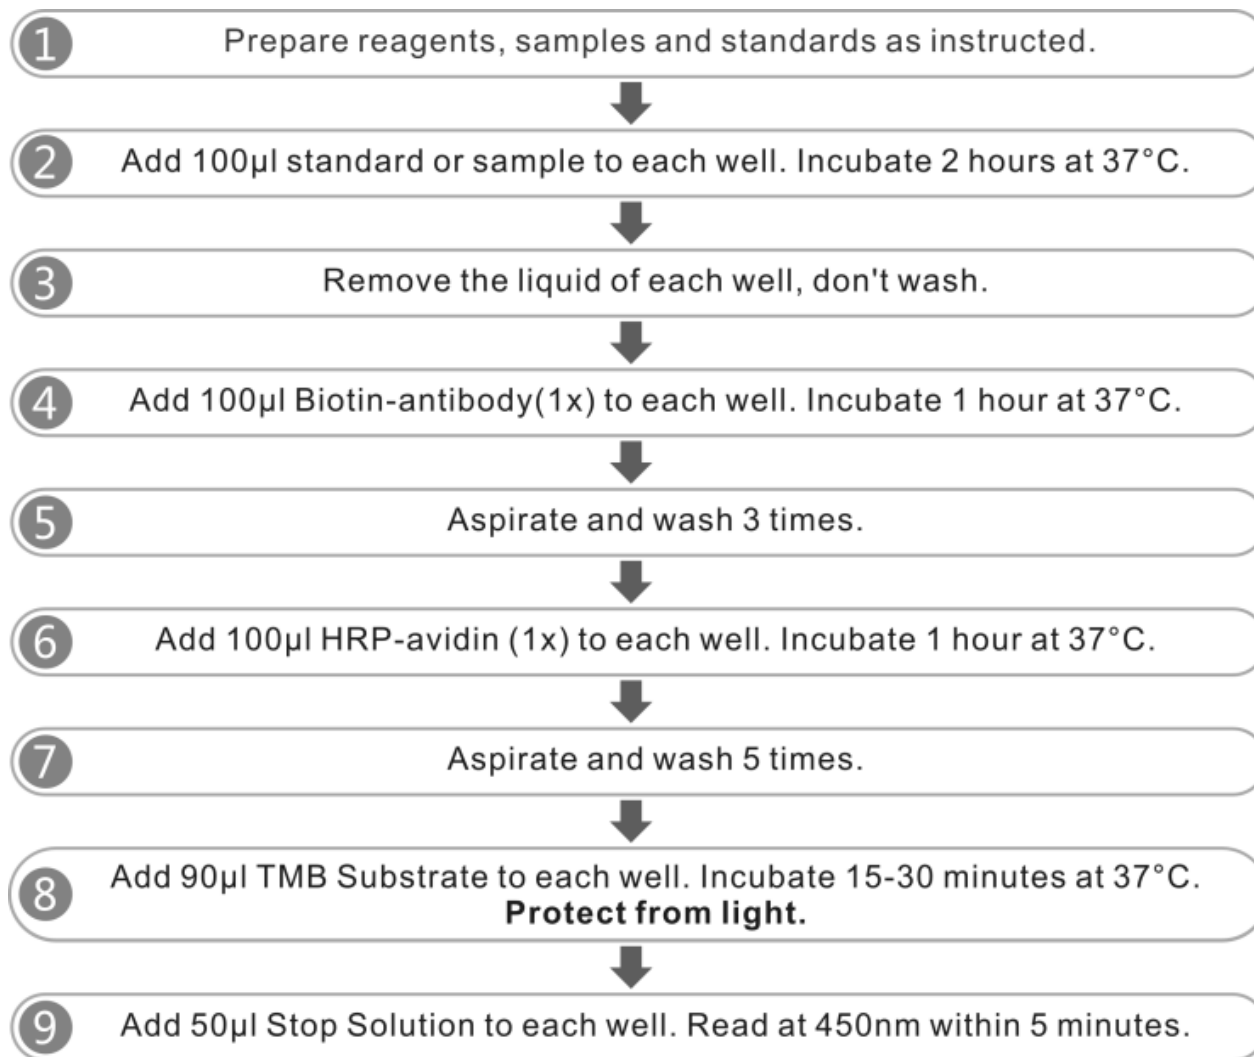 1 Prepare reagents, samples and standards as instructed.
2 Add 100µl standard or sample to each well. Incubate 2 hours at 37°C.
3 Remove the liquid of each well, don't wash.
4 Add 100µl Biotin-antibody(1x) to each well. Incubate 1 hour at 37°C.
5 Aspirate and wash 3 times.
6 Add 100µl HRP-avidin (1x) to each well. Incubate 1 hour at 37°C.
7 Aspirate and wash 5 times.
8 Add 90µl TMB Substrate to each well. Incubate 15-30 minutes at 37°C.
Protect from light.
9 Add 50µl Stop Solution to each well. Read at 450nm within 5 minutes.